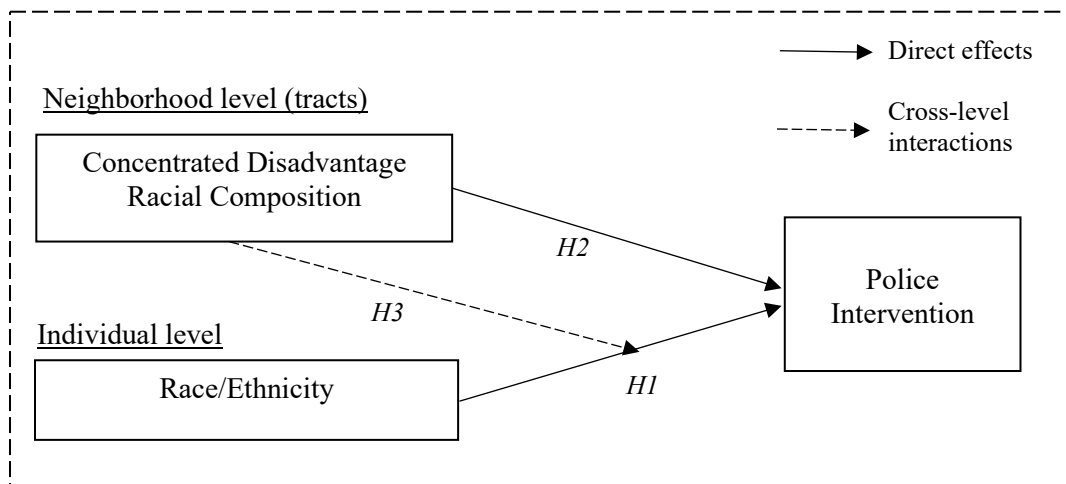 Direct effects
Cross-level
interactions
Neighborhood level (tracts)
Concentrated Disadvantage
Racial Composition
H2
H3
Police
Intervention
Individual level
Race/Ethnicity
H1